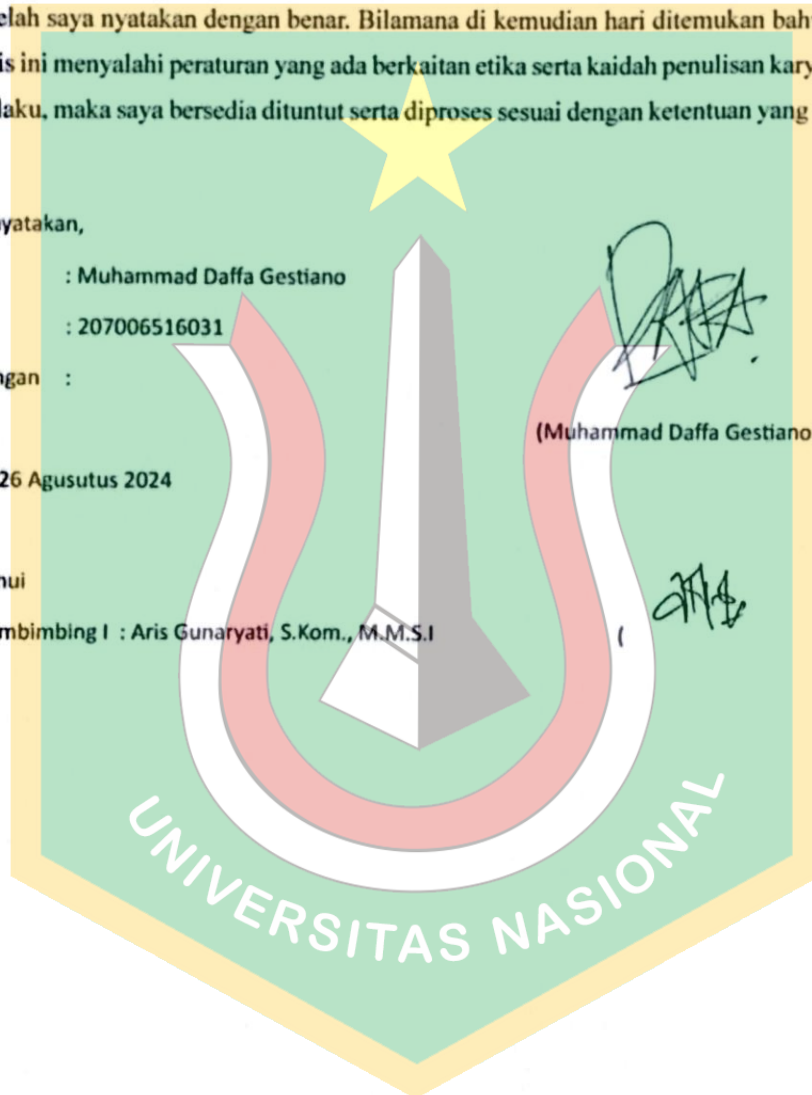 elah saya nyatakan dengan benar. Bilamana di kemudian hari ditemukan bah
is ini menyalahi peraturan yang ada berkaitan etika serta kaidah penulisan kary
laku, maka saya bersedia dituntut serta diproses sesuai dengan ketentuan yang
yatakan,
: Muhammad Daffa Gestiano
: 207006516031
ngan :
(Muhammad Daffa Gestiano
26 Agusutus 2024
hui
mbimbing I : Aris Gunaryati, S.Kom., M.M.S.I (
UNIVERSITAS NASIONAL